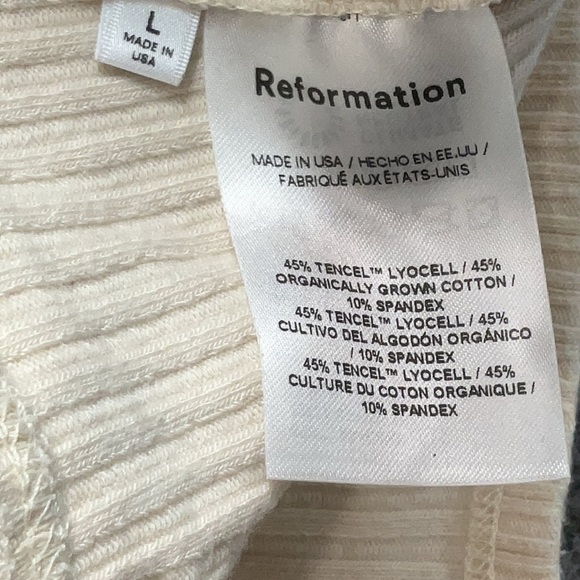 L
MADE IN
USA
Reformation
MADE IN USA / HECHO EN EE.UU /
FABRIQUÉ AUX ÉTATS-UNIS
45% TENCEL™ LYOCELL / 45%
ORGANICALLY GROWN COTTON /
10% SPANDEX
45% TENCEL™ LYOCELL / 45%
CULTIVO DEL ALGODÓN ORGÁNICO
/ 10% SPANDEX
45% TENCEL™ LYOCELL / 45%
CULTURE DU COTON ORGANIQUE /
10% SPANDEX